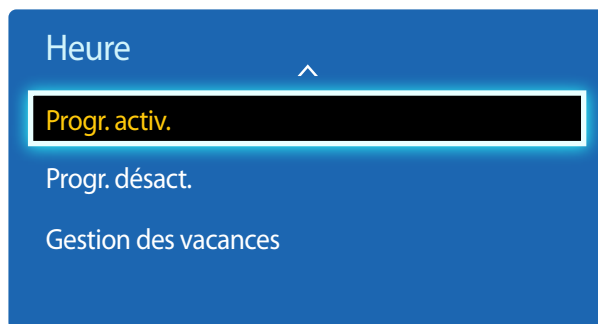 Heure
Progr. activ.
Progr. désact.
Gestion des vacances